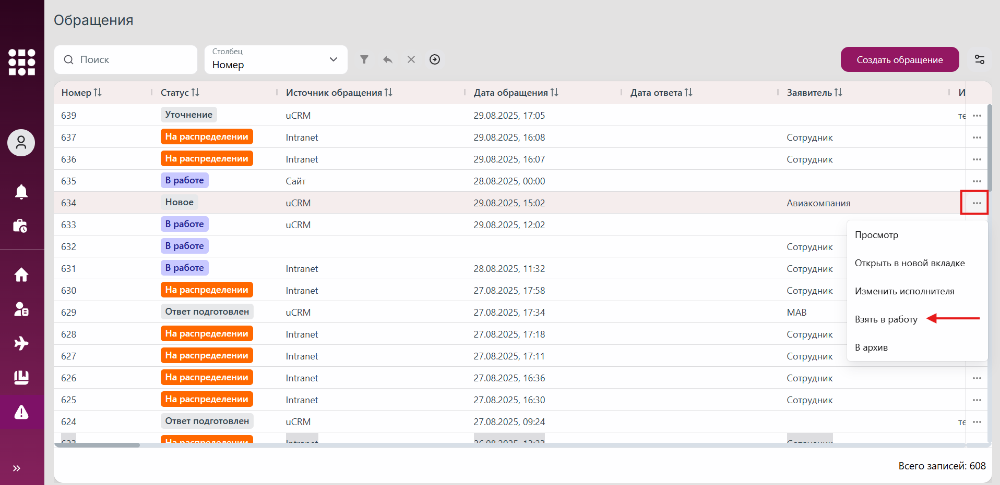 Обращения
Поиск
Столбец
Номер
Создать обращение
Номер Статус Источник обращения Дата обращения Дата ответа Заявитель И
639 Уточнение uCRM 29.08.2025, 17:05 те
637 На распределении Intranet 29.08.2025, 16:08 Сотрудник
636 На распределении Intranet 29.08.2025, 16:07 Сотрудник
635 В работе Сайт 28.08.2025, 00:00
634 Новое uCRM 29.08.2025, 15:02 Авиакомпания
633 В работе uCRM 29.08.2025, 12:02
632 В работе Сотрудник
631 В работе Intranet 28.08.2025, 11:32 Сотрудник
630 На распределении Intranet 27.08.2025, 17:58 Сотрудник
629 Ответ подготовлен uCRM 27.08.2025, 17:34 МАВ
628 На распределении Intranet 27.08.2025, 17:18 Сотрудник
627 На распределении Intranet 27.08.2025, 17:11 Сотрудник
626 На распределении Intranet 27.08.2025, 16:36 Сотрудник
625 На распределении Intranet 27.08.2025, 16:30 Сотрудник
624 Ответ подготовлен uCRM 27.08.2025, 09:24 те
На распределении Intranet Сотрудник
Просмотр
Открыть в новой вкладке
Изменить исполнителя
Взять в работу
В архив
Всего записей: 608